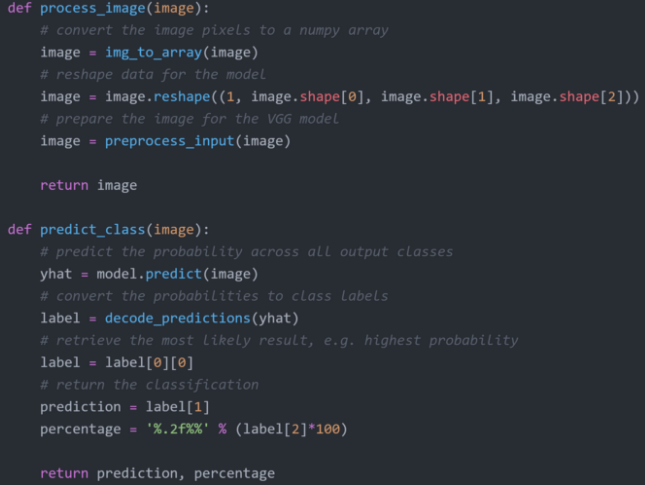 def process_image(image):
    # convert the image pixels to a numpy array
    image = img_to_array(image)
    # reshape data for the model
    image = image.reshape((1, image.shape[0], image.shape[1], image.shape[2]))
    # prepare the image for the VGG model
    image = preprocess_input(image)
    return image
def predict_class(image):
    # predict the probability across all output classes
    yhat = model.predict(image)
    # convert the probabilities to class labels
    label = decode_predictions(yhat)
    # retrieve the most likely result, e.g. highest probability
    label = label[0][0]
    # return the classification
    prediction = label[1]
    percentage = '%.2f%%' % (label[2]*100)
    return prediction, percentage